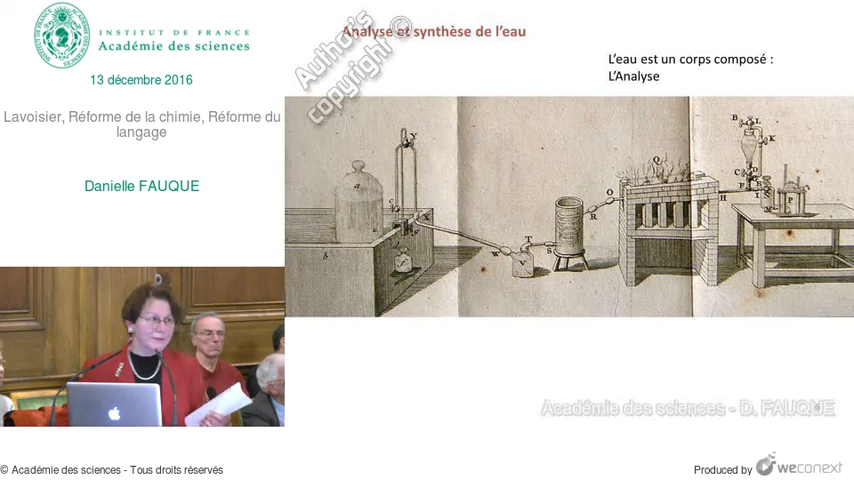 INSTITUT DE FRANCE
Académie des sciences
13 décembre 2016
Lavoisier, Réforme de la chimie, Réforme du
langage
Danielle FAUQUE
Analyse et synthèse de l'eau
Author's
copyright ©
L'eau est un corps composé :
L'Analyse
Académie des sciences - D. FAUQUE
© Académie des sciences - Tous droits réservés
Produced by weconext